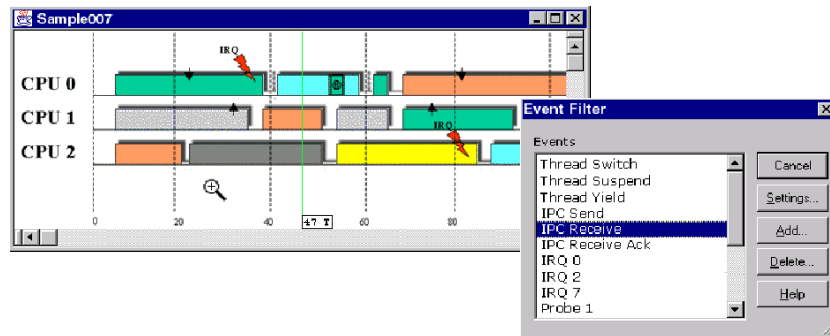 Sample007
IRQ
CPU 0
CPU 1
IRQ
CPU 2
0 20 40 47 T 60 80
Event Filter
Events
Thread Switch
Thread Suspend
Thread Yield
IPC Send
IPC Receive
IPC Receive Ack
IRQ 0
IRQ 2
IRQ 7
Probe 1
Cancel
Settings...
Add...
Delete...
Help